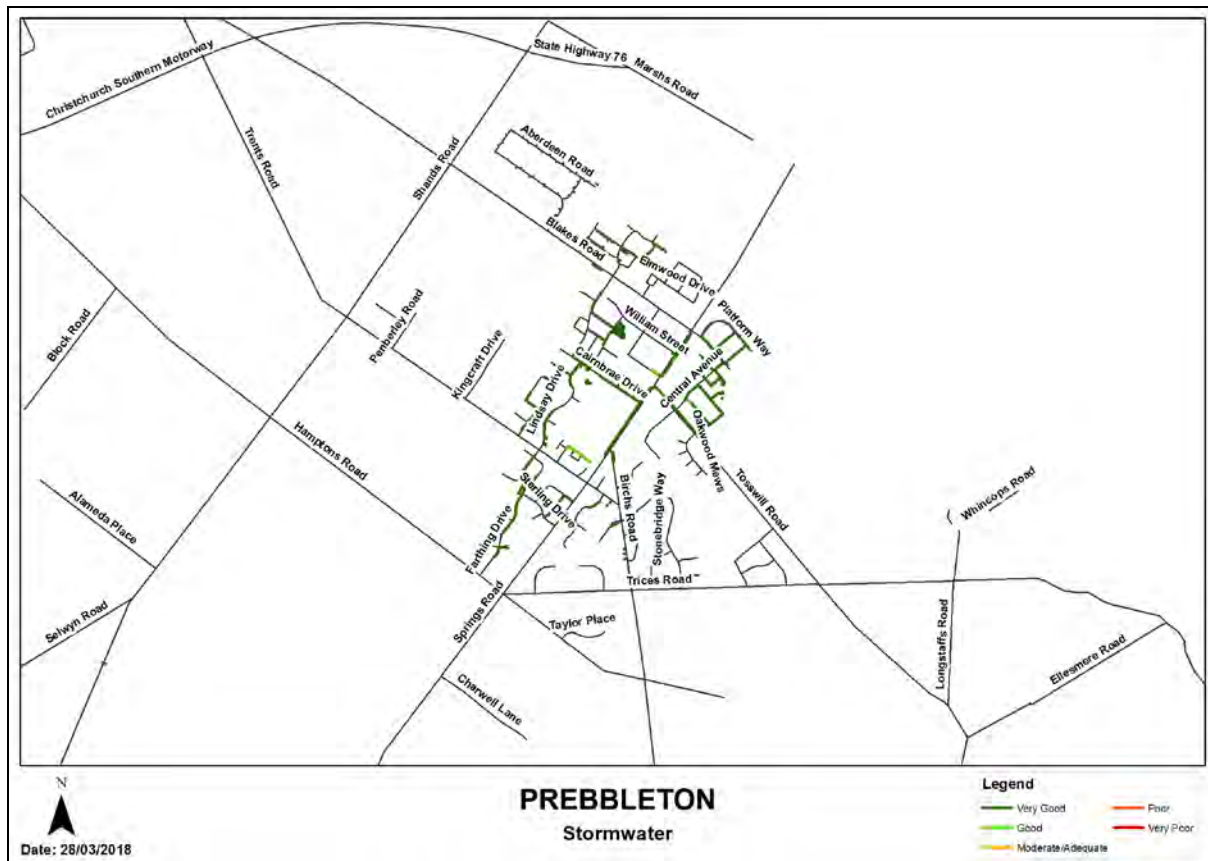 State Highway 76
Marshs Road
Christchurch Southern Motorway
Trents Road
Shands Road
Aberdeen Road
Blakes Road
Elmwood Drive
Platform Way
Block Road
Penberley Road
Kingcraft Drive
William Street
Cairnbrae Drive
Central Avenue
Lindsay Drive
Oakwood Mews
Hamptons Road
Alameda Place
Sterling Drive
Farthing Drive
Birchs Road
Stonebridge Way
Tosswill Road
Whincops Road
Trices Road
Selwyn Road
Springs Road
Taylor Place
Longstaffs Road
Ellesmere Road
Charwell Lane
N
PREBBLETON
Stormwater
Legend
Very Good
Poor
Good
Very Poor
Moderate/Adequate
Date: 28/03/2018